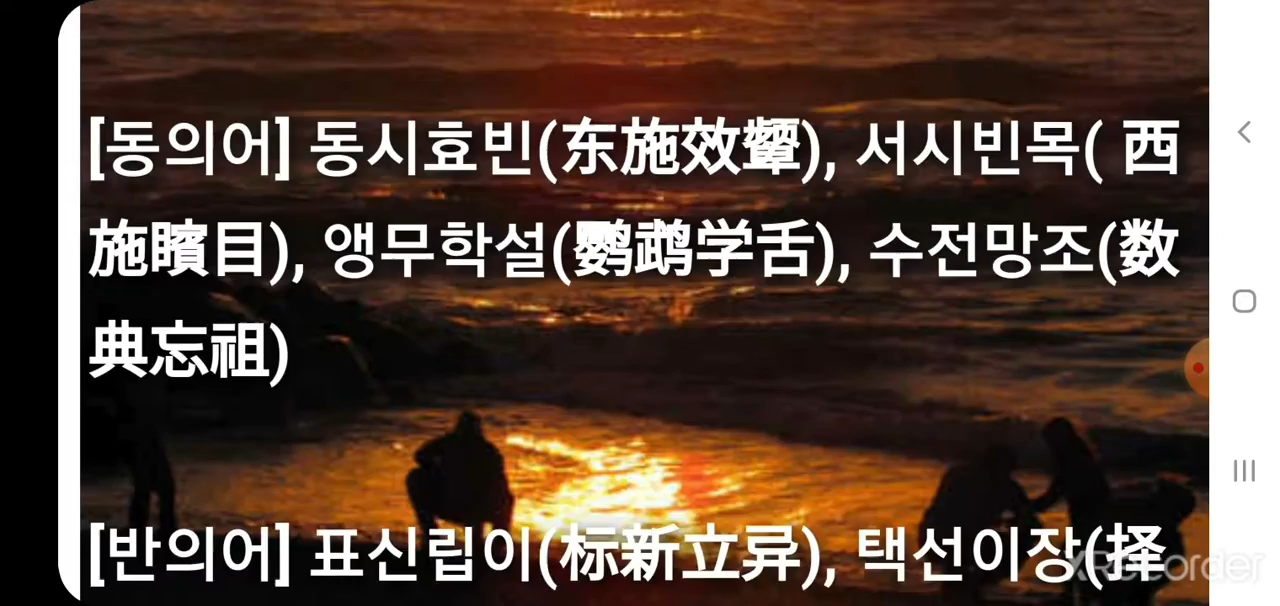 [동의어] 동시효빈(东施效颦), 서시빈목( 西
施矉目), 앵무학설(鹦鹉学舌), 수전망조(数
典忘祖)
[반의어] 표신립이(标新立异), 택선이장(择
XRecorder